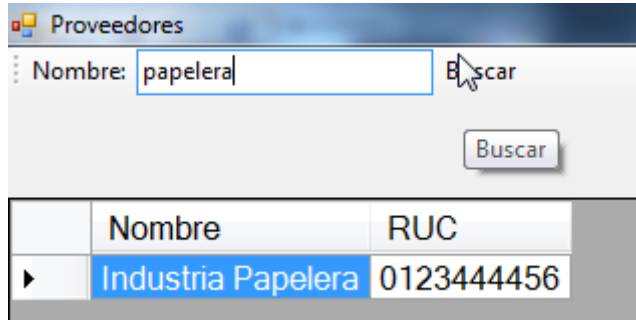 Proveedores
Nombre: papelera Buscar
Buscar
Nombre RUC
Industria Papelera 0123444456